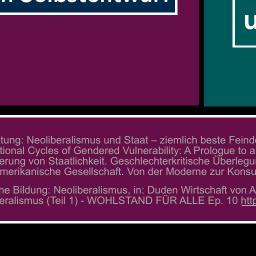 n Selbstentwurf
u
tung: Neoliberalismus und Staat – ziemlich beste Feinde
tional Cycles of Gendered Vulnerability: A Prologue to a
erung von Staatlichkeit. Geschlechterkritische Überlegu
merikanische Gesellschaft. Von der Moderne zur Konsu
he Bildung: Neoliberalismus, in: Duden Wirtschaft von A
eralismus (Teil 1) - WOHLSTAND FÜR ALLE Ep. 10 http